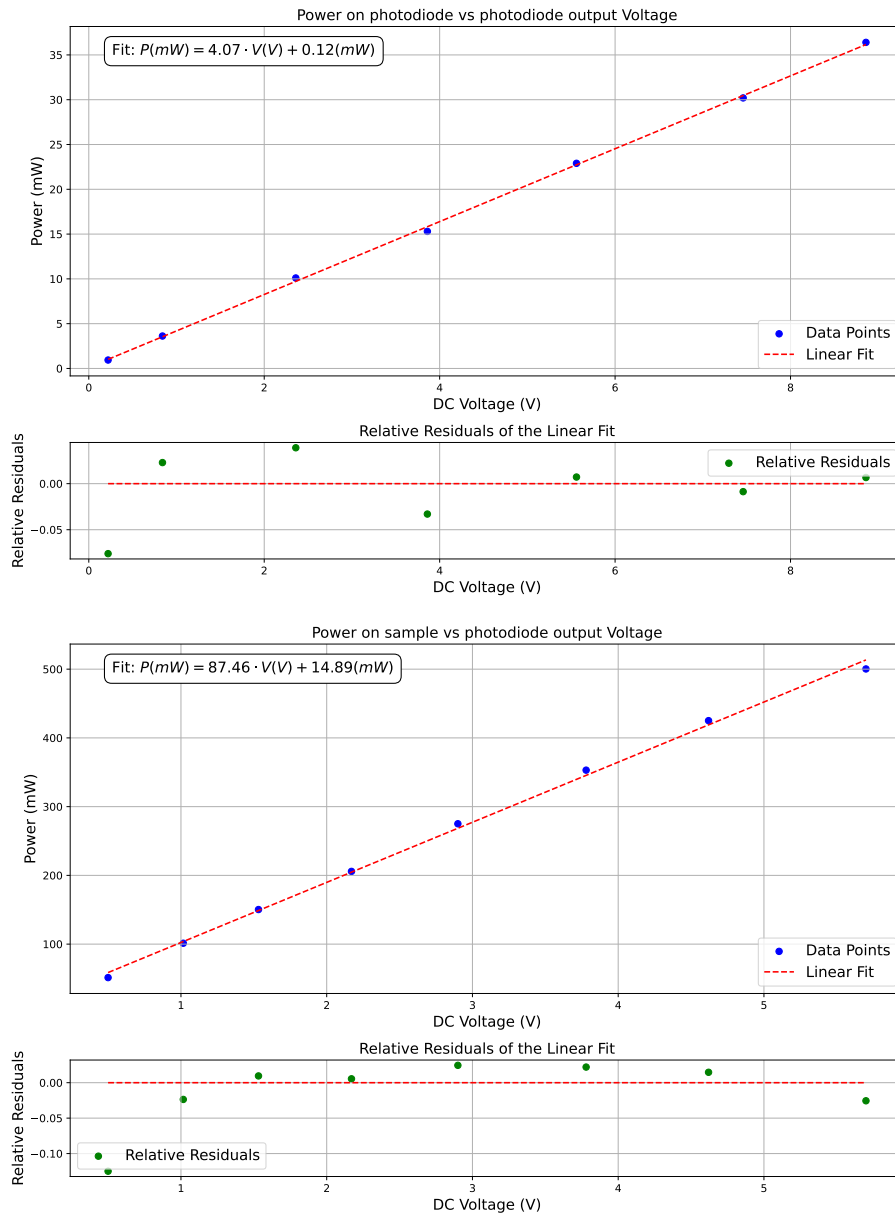 Power on photodiode vs photodiode output Voltage
Fit: P(mW) = 4.07 · V(V) + 0.12(mW)
35
30
25
20
15
10
5
0
Power (mW)
Data Points
Linear Fit
0 2 4 6 8
DC Voltage (V)
Relative Residuals of the Linear Fit
Relative Residuals
0.00
−0.05
Relative Residuals
0 2 4 6 8
DC Voltage (V)
Power on sample vs photodiode output Voltage
Fit: P(mW) = 87.46 · V(V) + 14.89(mW)
500
400
300
200
100
Power (mW)
Data Points
Linear Fit
1 2 3 4 5
DC Voltage (V)
Relative Residuals of the Linear Fit
Relative Residuals
0.00
−0.05
−0.10
Relative Residuals
1 2 3 4 5
DC Voltage (V)